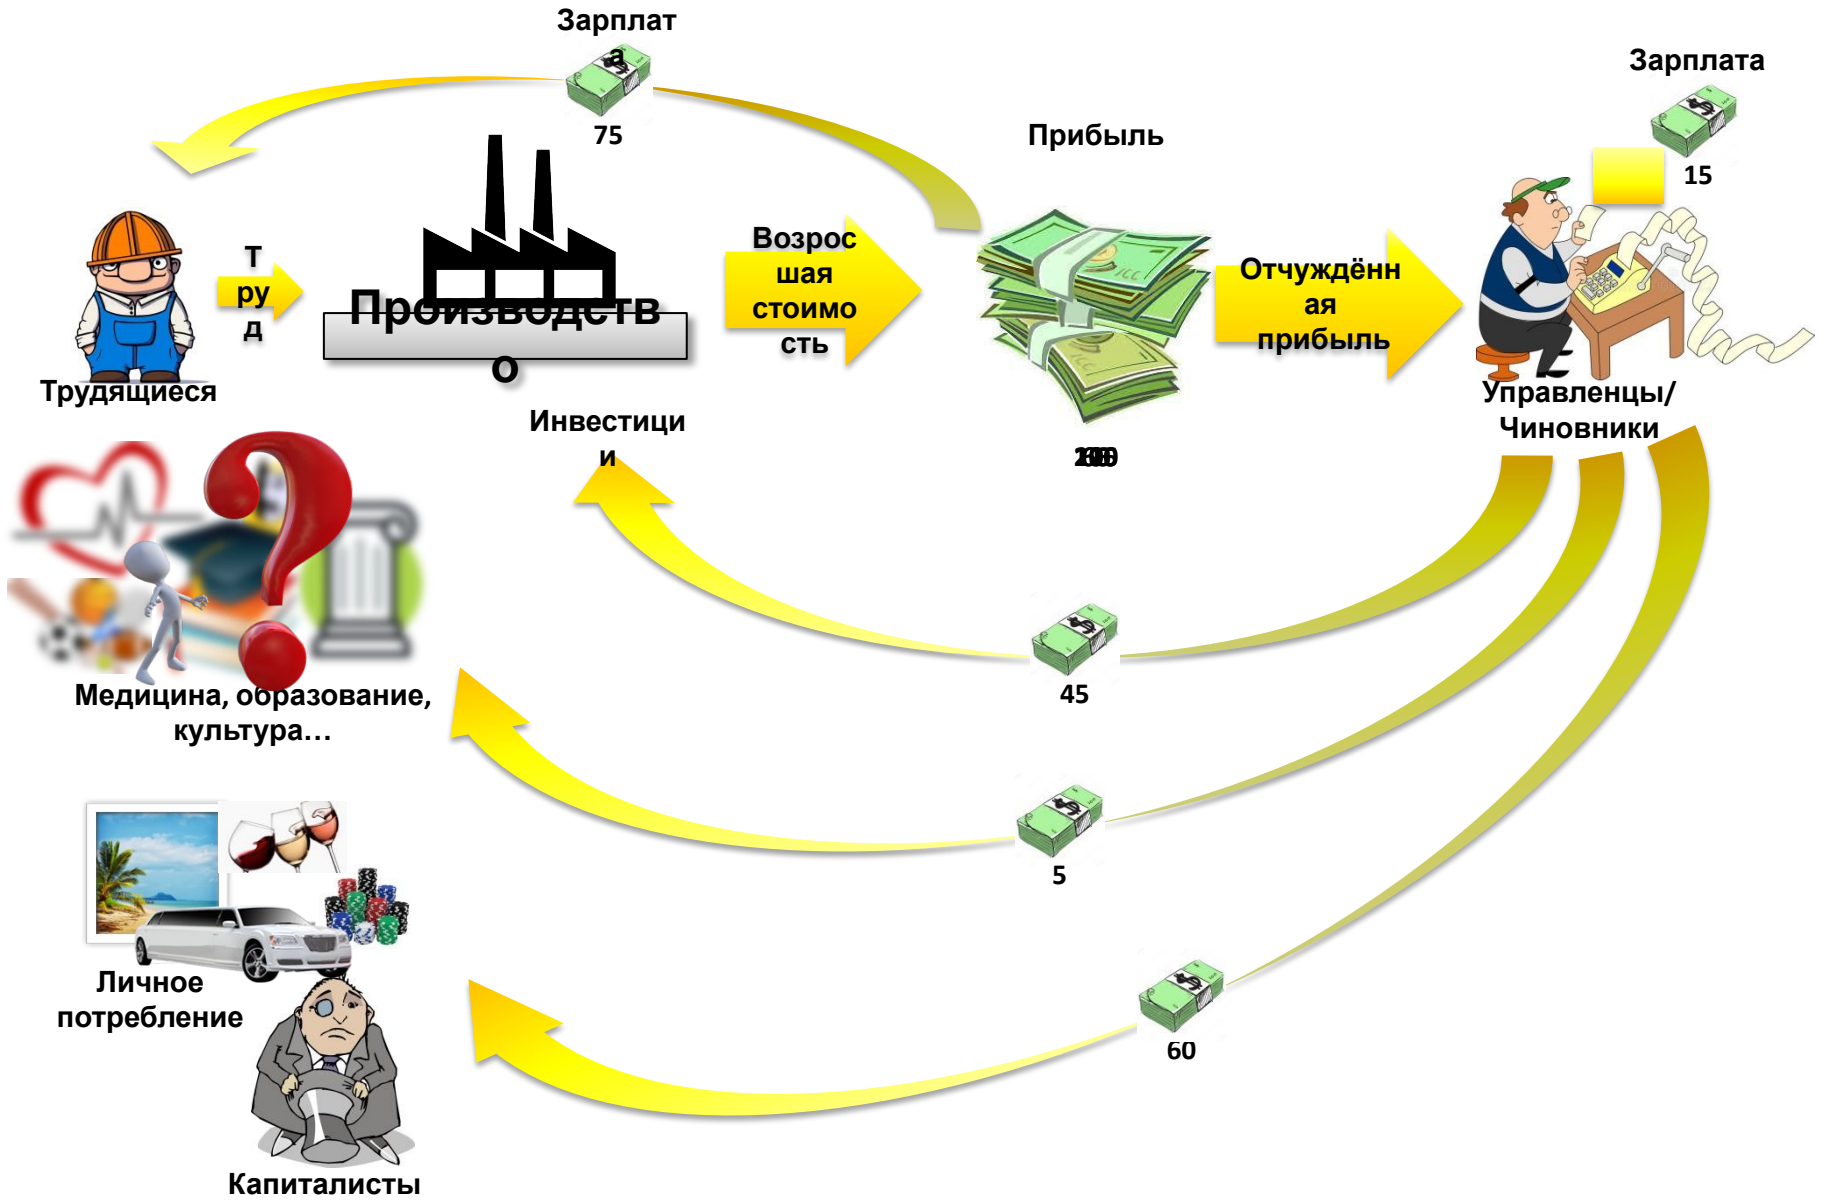 Зарплат
а
75
Зарплата
15
Прибыль
Т
ру
д
Производств
о
Возрос
шая
стоимо
сть
Отчуждённ
ая
прибыль
Трудящиеся
Управленцы/
Чиновники
Инвестици
и
45
Медицина, образование,
культура...
5
Личное
потребление
60
Капиталисты